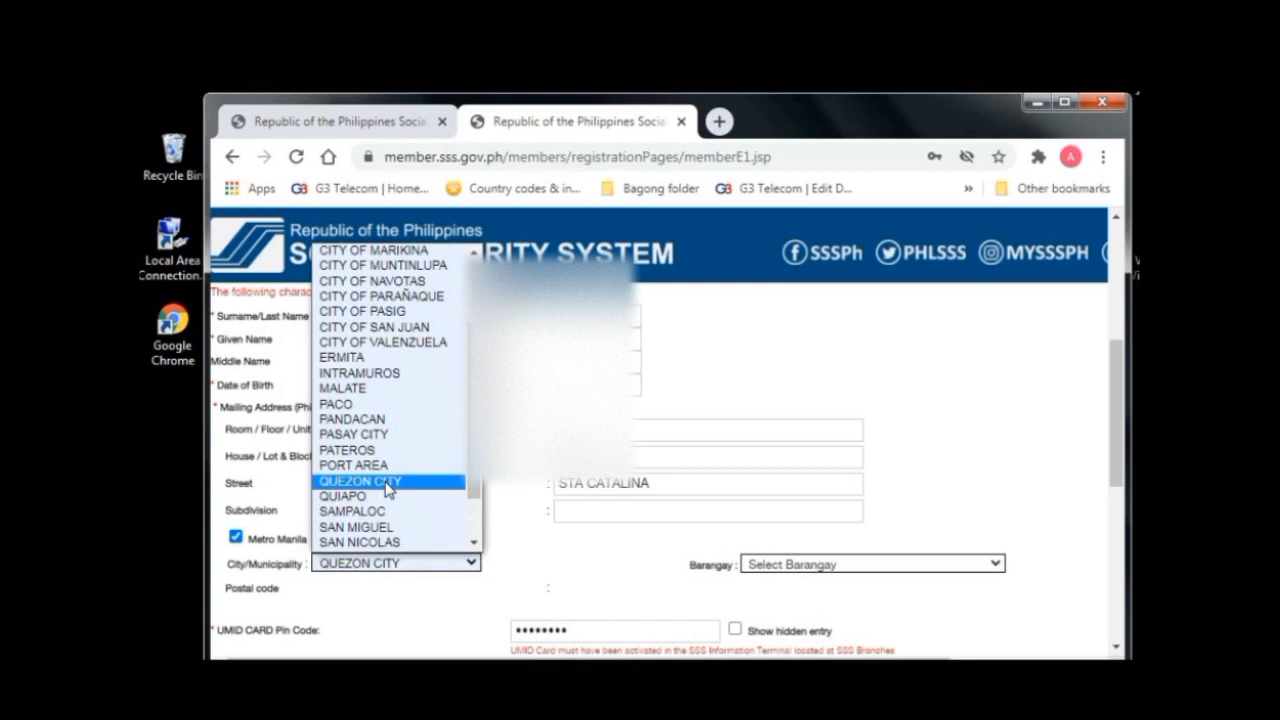 Recycle Bin
Local Area
Connection.
Google
Chrome
Republic of the Philippines Socia
Republic of the Philippines Socia
member.sss.gov.ph/members/registrationPages/memberE1.jsp
A
Apps
G3 Telecom | Home...
Country codes & in...
Bagong folder
G3 Telecom | Edit D...
»
Other bookmarks
Republic of the Philippines
RITY SYSTEM
SSSPh
PHLSSS
MYSSSPH
The following charac
* Surname/Last Name
* Given Name
Middle Name
* Date of Birth
* Mailing Address (Phi
Room / Floor / Unit
House / Lot & Bloc
Street
: STA CATALINA
Subdivision
:
Metro Manila
CITY OF MARIKINA
CITY OF MUNTINLUPA
CITY OF NAVOTAS
CITY OF PARAÑAQUE
CITY OF PASIG
CITY OF SAN JUAN
CITY OF VALENZUELA
ERMITA
INTRAMUROS
MALATE
PACO
PANDACAN
PASAY CITY
PATEROS
PORT AREA
QUEZON CITY
QUIAPO
SAMPALOC
SAN MIGUEL
SAN NICOLAS
City/Municipality : QUEZON CITY
Barangay : Select Barangay
Postal code :
* UMID CARD Pin Code:
••••••••
Show hidden entry
UMID Card must have been activated in the SSS Information Terminal located at SSS Branches